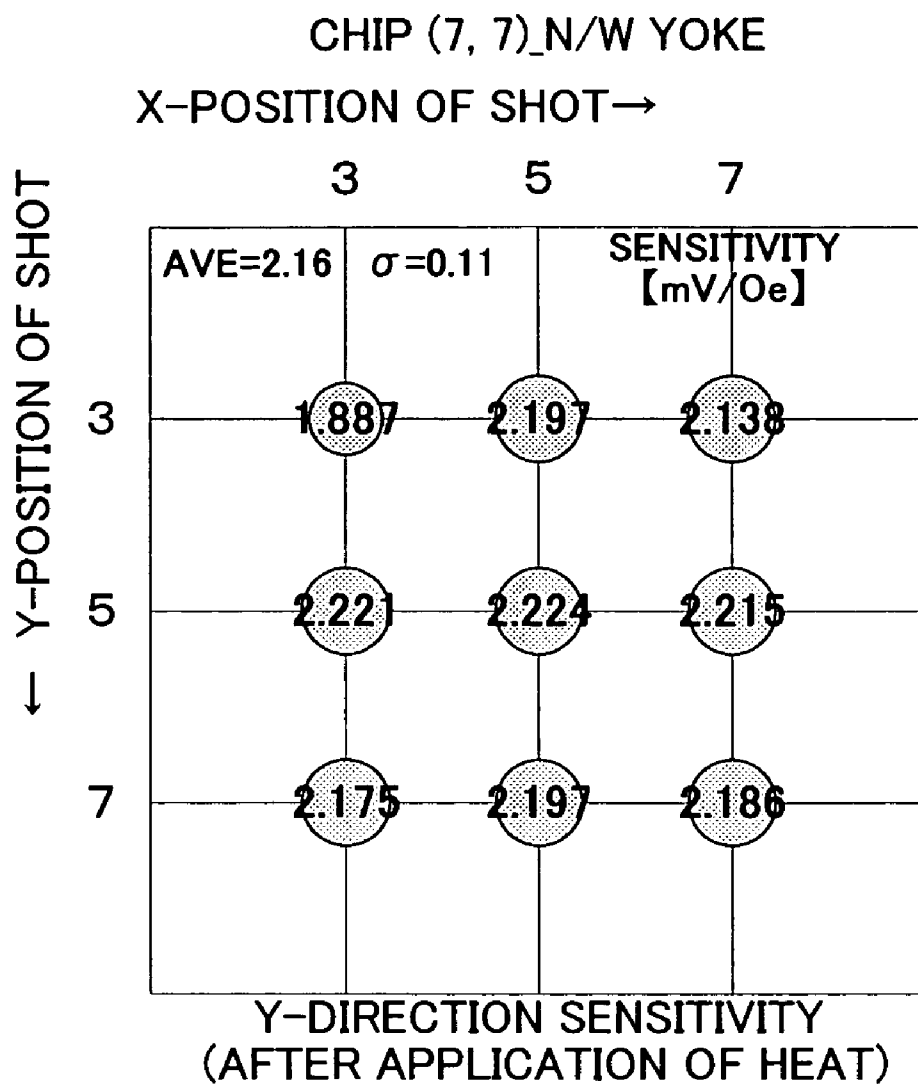 CHIP (7, 7)_N/W YOKE
X-POSITION OF SHOT→
← Y-POSITION OF SHOT
3 5 7
AVE=2.16 σ=0.11 SENSITIVITY
【mV/Oe】
3 1.887 2.197 2.138
5 2.221 2.224 2.215
7 2.175 2.197 2.186
Y-DIRECTION SENSITIVITY
(AFTER APPLICATION OF HEAT)